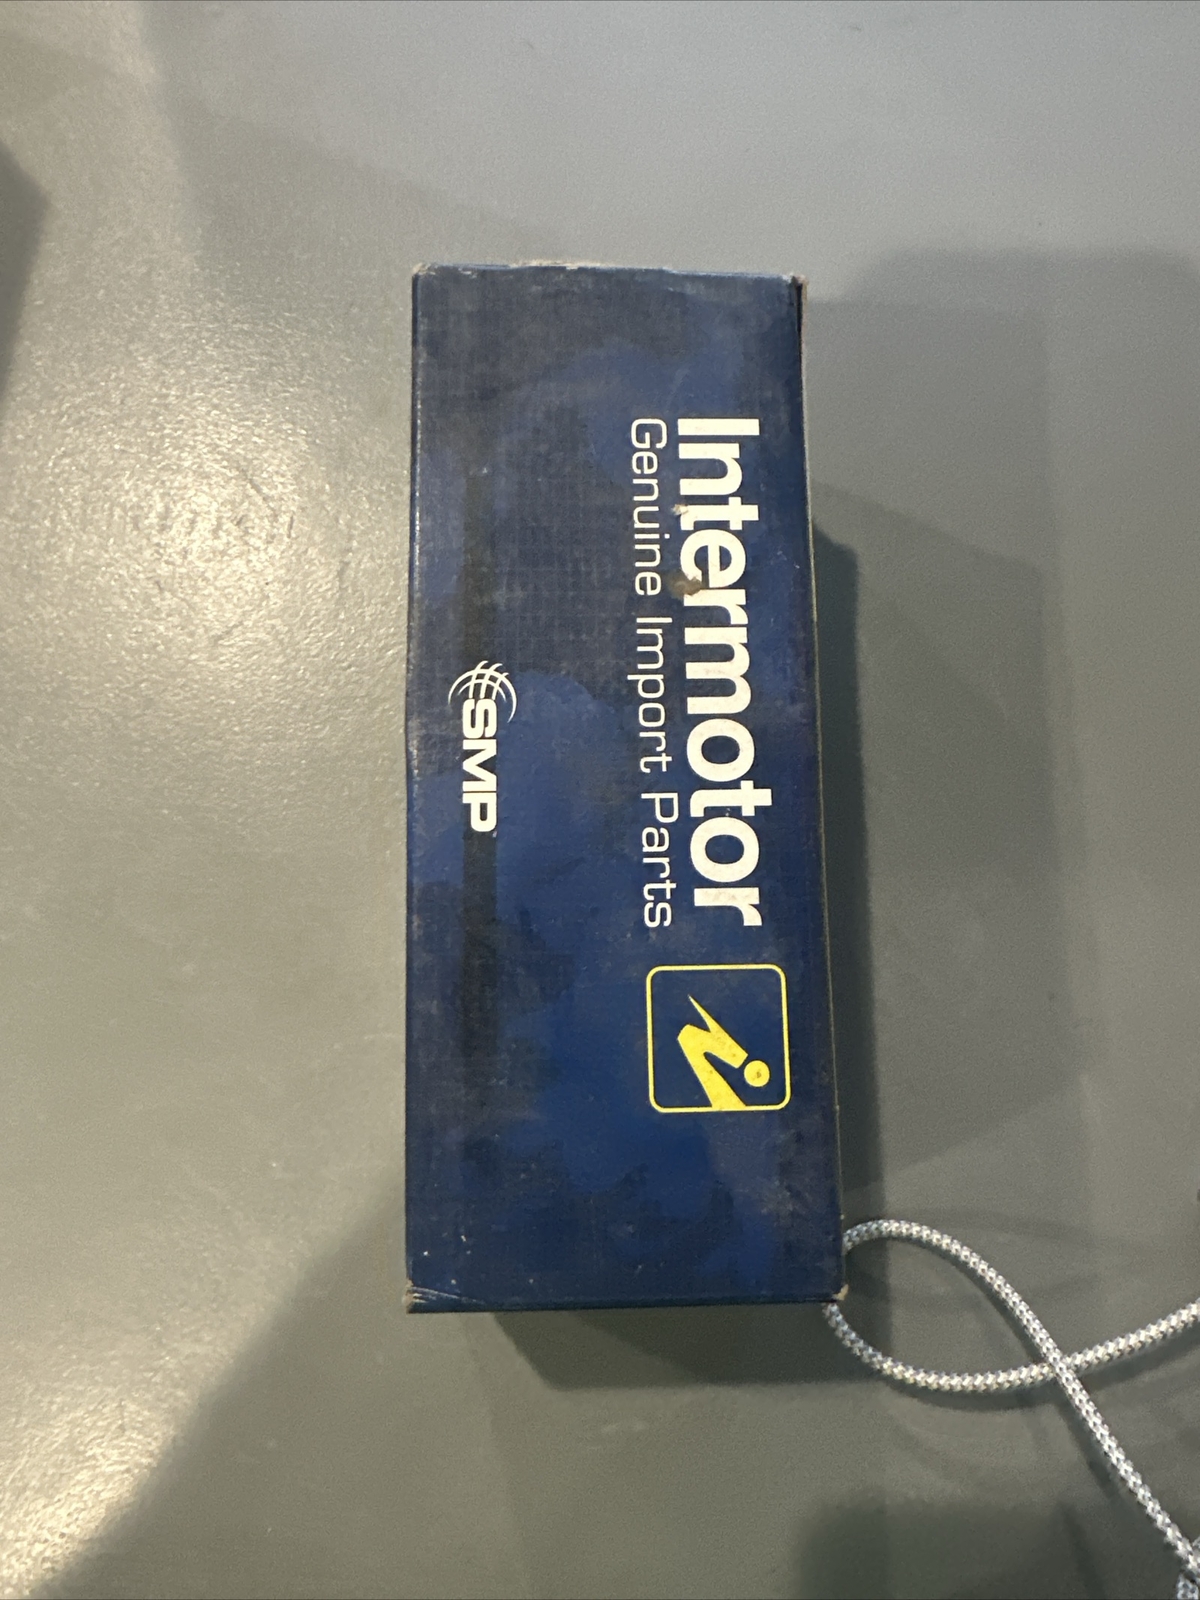 Intermotor
Genuine Import Parts
SMP